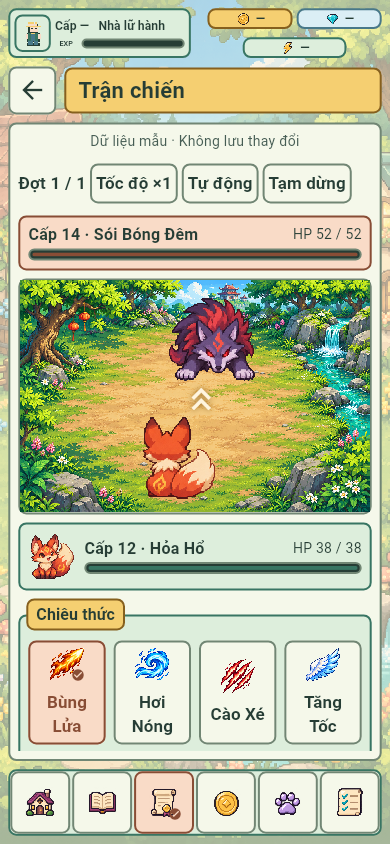 Cấp — Nhà lữ hành
EXP
—
—
—
Trận chiến
Dữ liệu mẫu · Không lưu thay đổi
Đợt 1 / 1
Tốc độ ×1
Tự động
Tạm dừng
Cấp 14 · Sói Bóng Đêm
HP 52 / 52
Cấp 12 · Hỏa Hổ
HP 38 / 38
Chiêu thức
Bùng
Lửa
Hơi
Nóng
Cào Xé
Tăng
Tốc